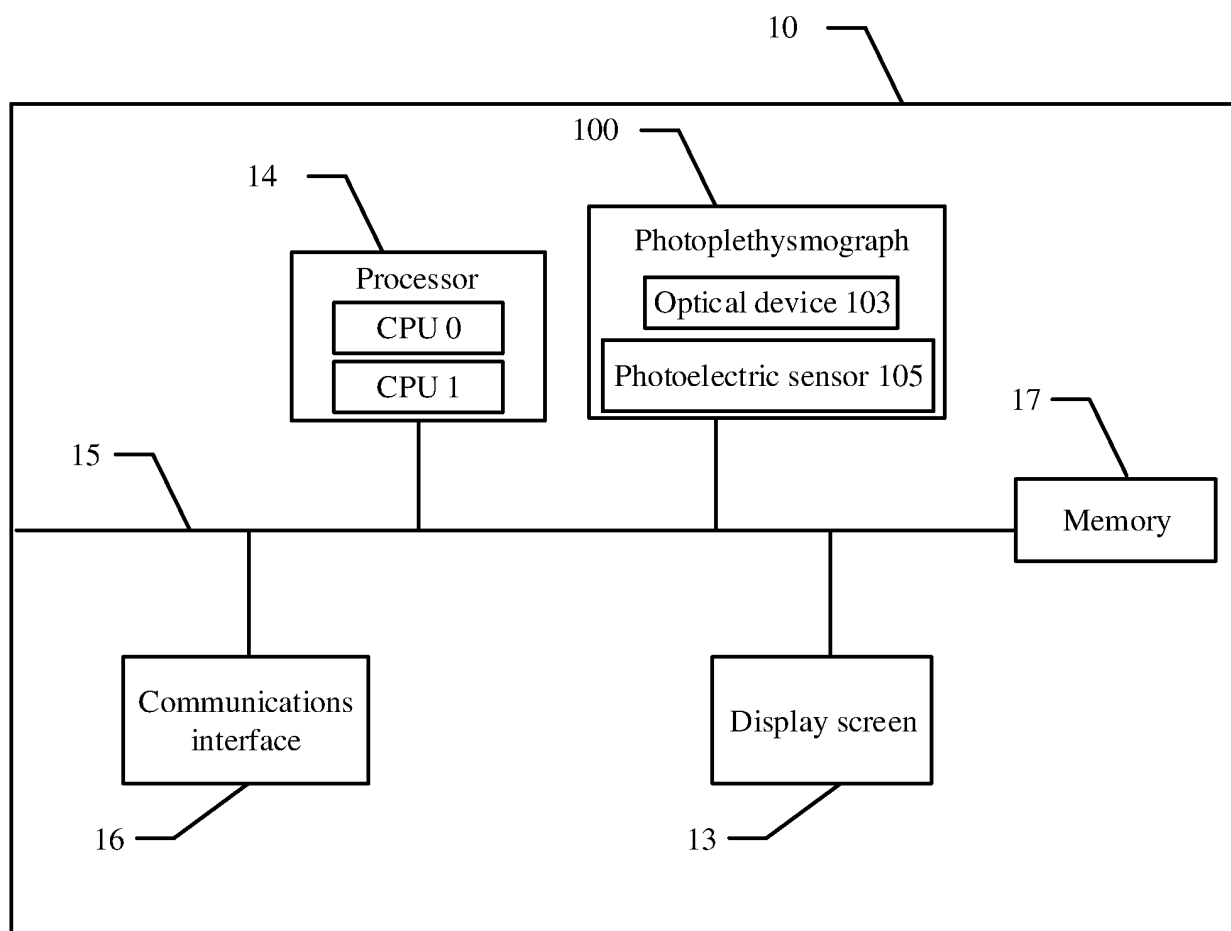 10
100
14
Photoplethysmograph
Processor
Optical device 103
CPU 0
Photoelectric sensor 105
CPU 1
17
15
Memory
Communications
interface
Display screen
16
13